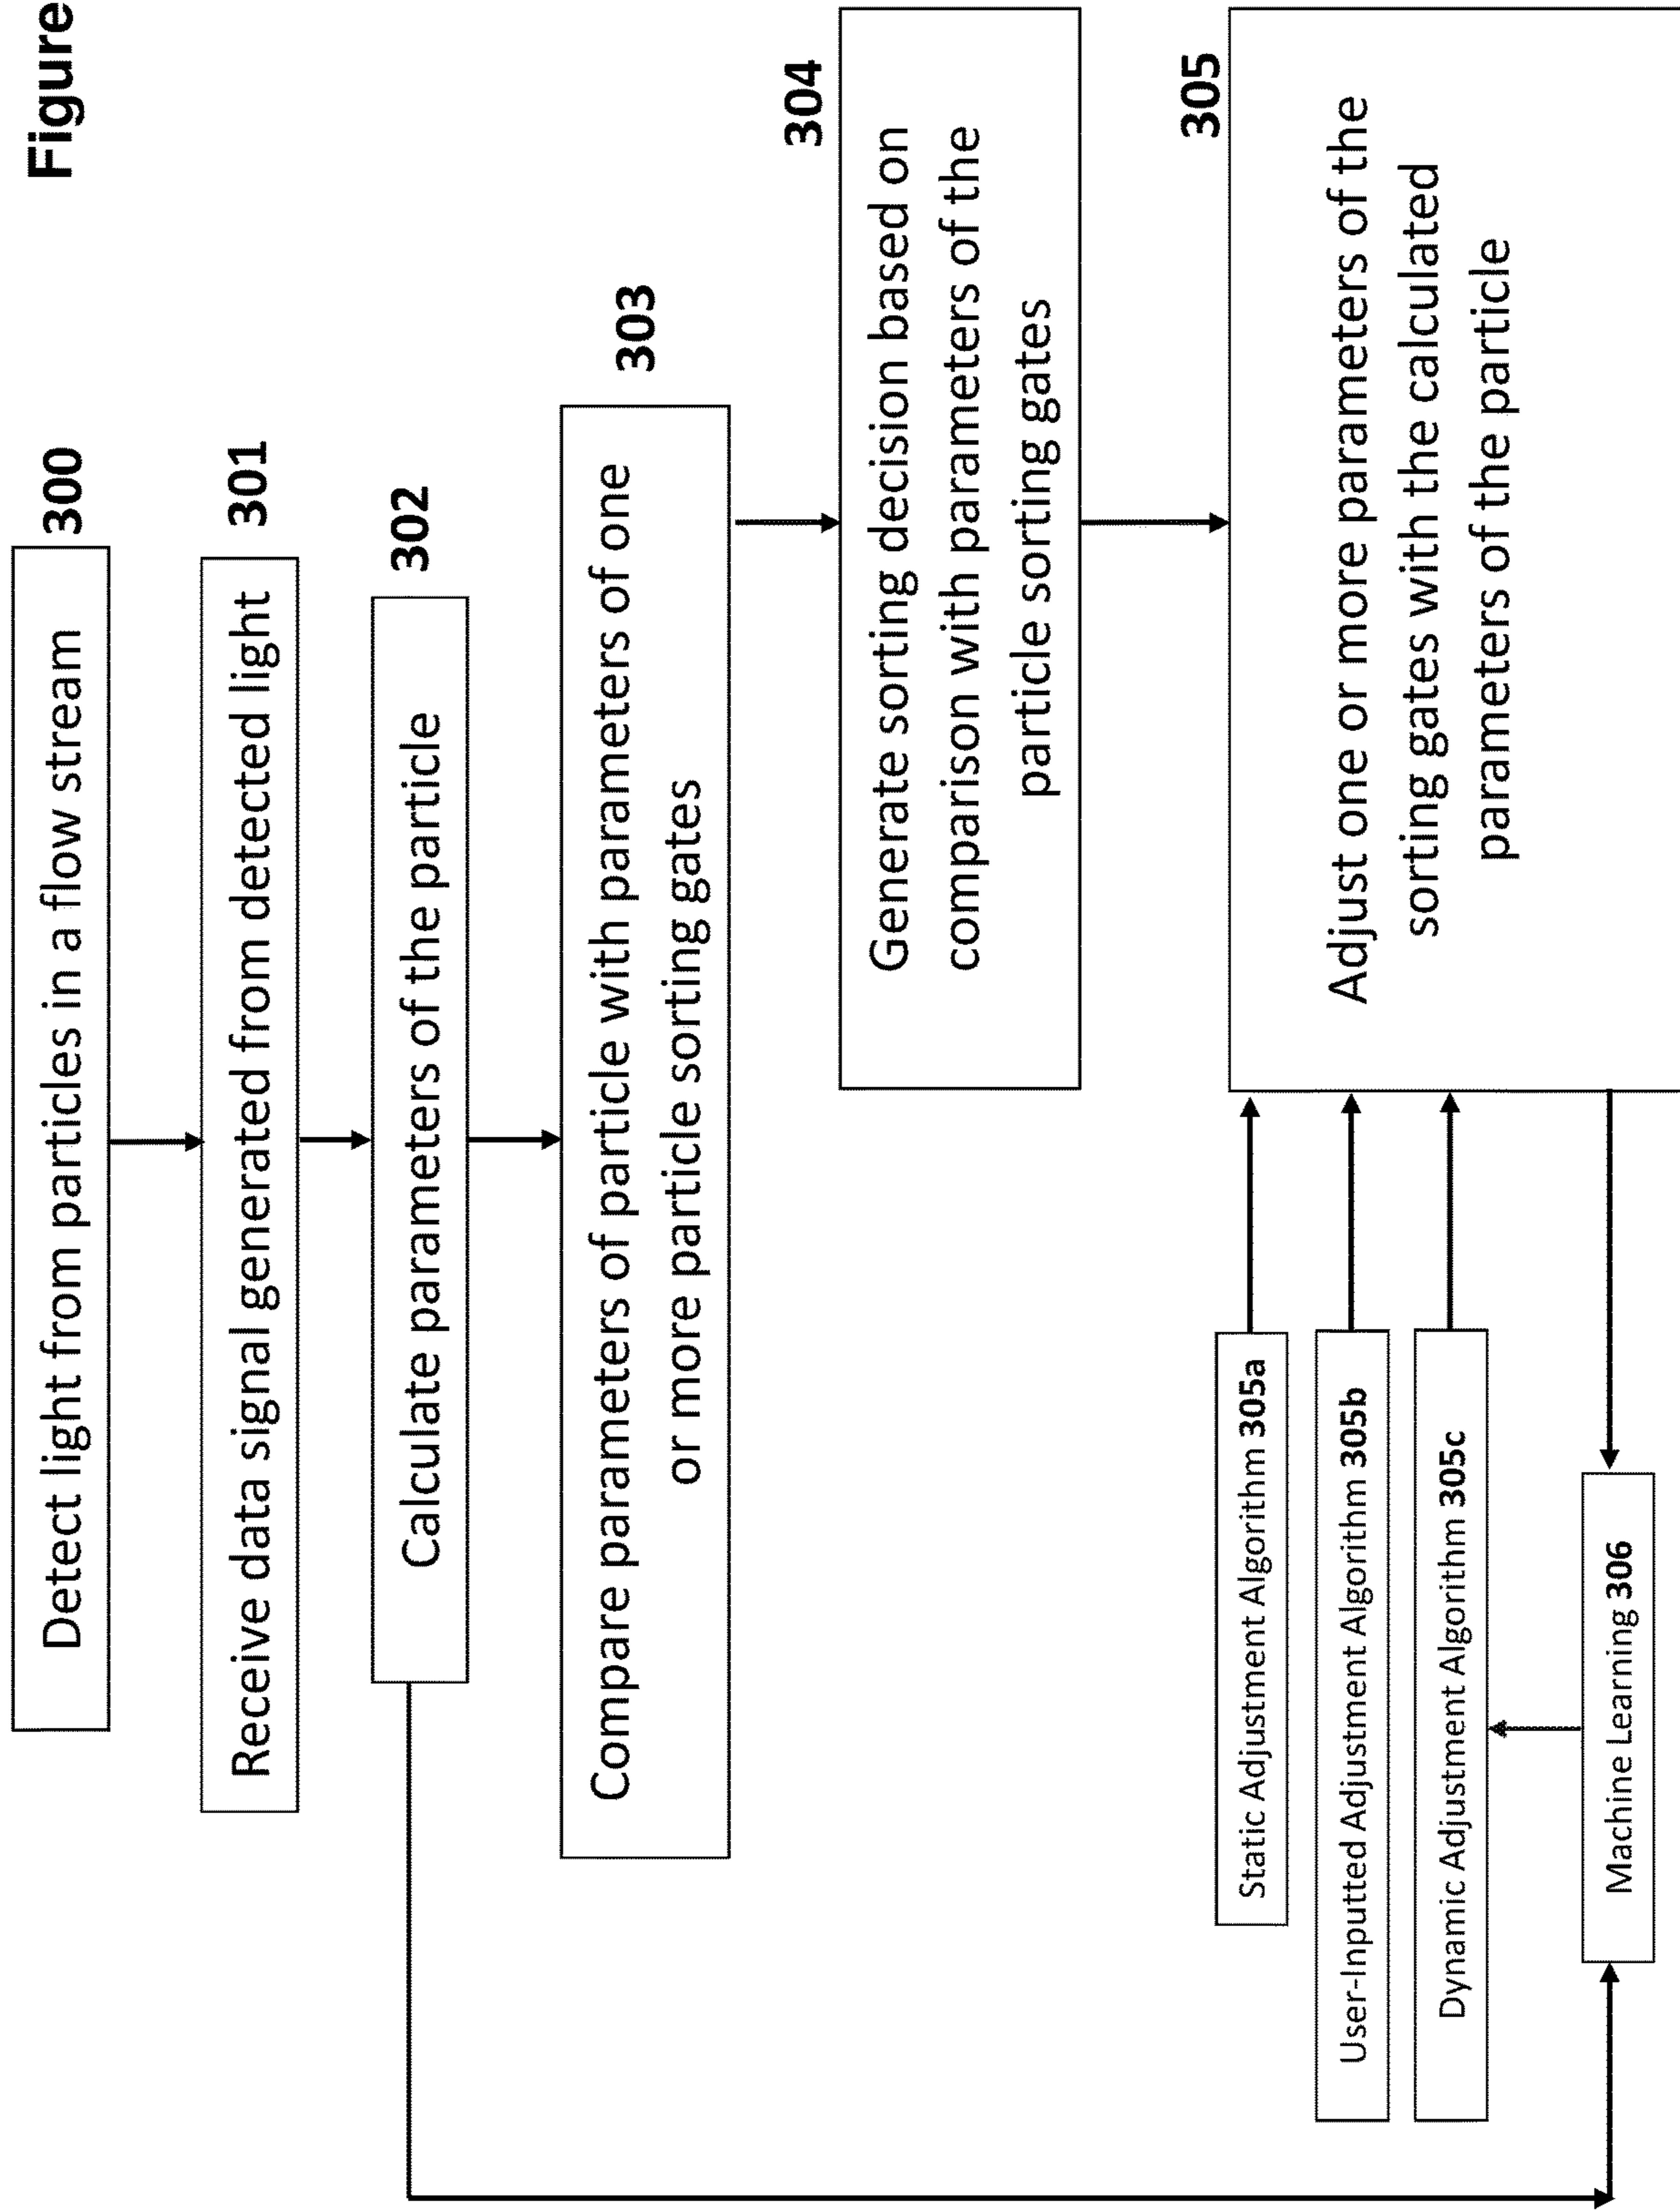 Figure
Detect light from particles in a flow stream
300
Receive data signal generated from detected light
301
Calculate parameters of the particle
302
Compare parameters of particle with parameters of one
or more particle sorting gates
303
Generate sorting decision based on
comparison with parameters of the
particle sorting gates
304
Adjust one or more parameters of the
sorting gates with the calculated
parameters of the particle
305
Static Adjustment Algorithm 305a
User-Inputted Adjustment Algorithm 305b
Dynamic Adjustment Algorithm 305c
Machine Learning 306